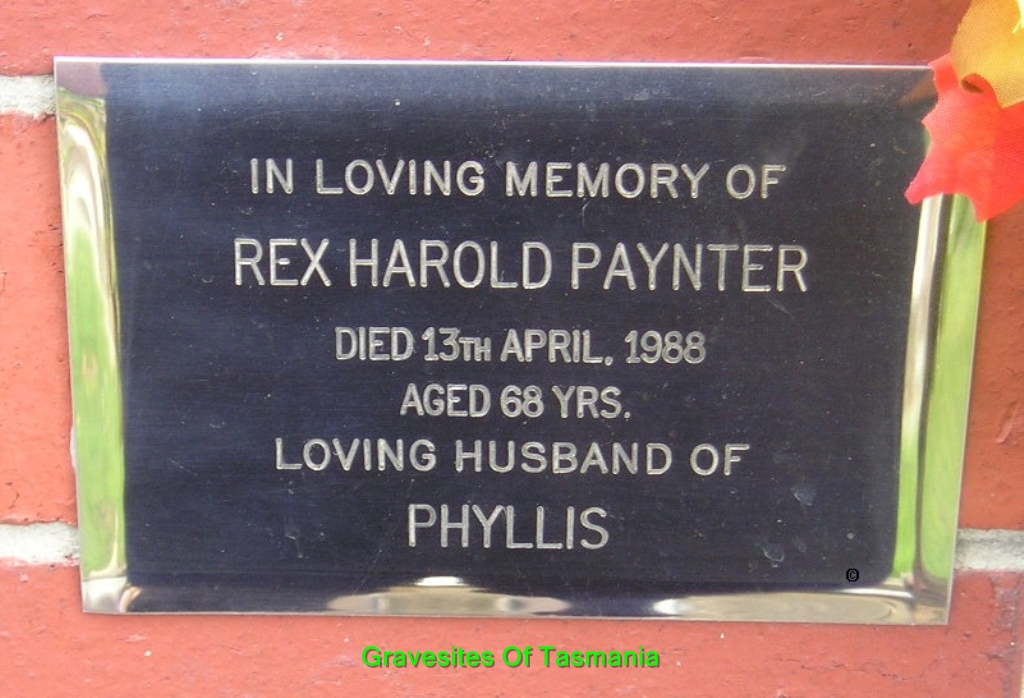 IN LOVING MEMORY OF
REX HAROLD PAYNTER
DIED 13TH APRIL, 1988
AGED 68 YRS.
LOVING HUSBAND OF
PHYLLIS
©
Gravesites Of Tasmania